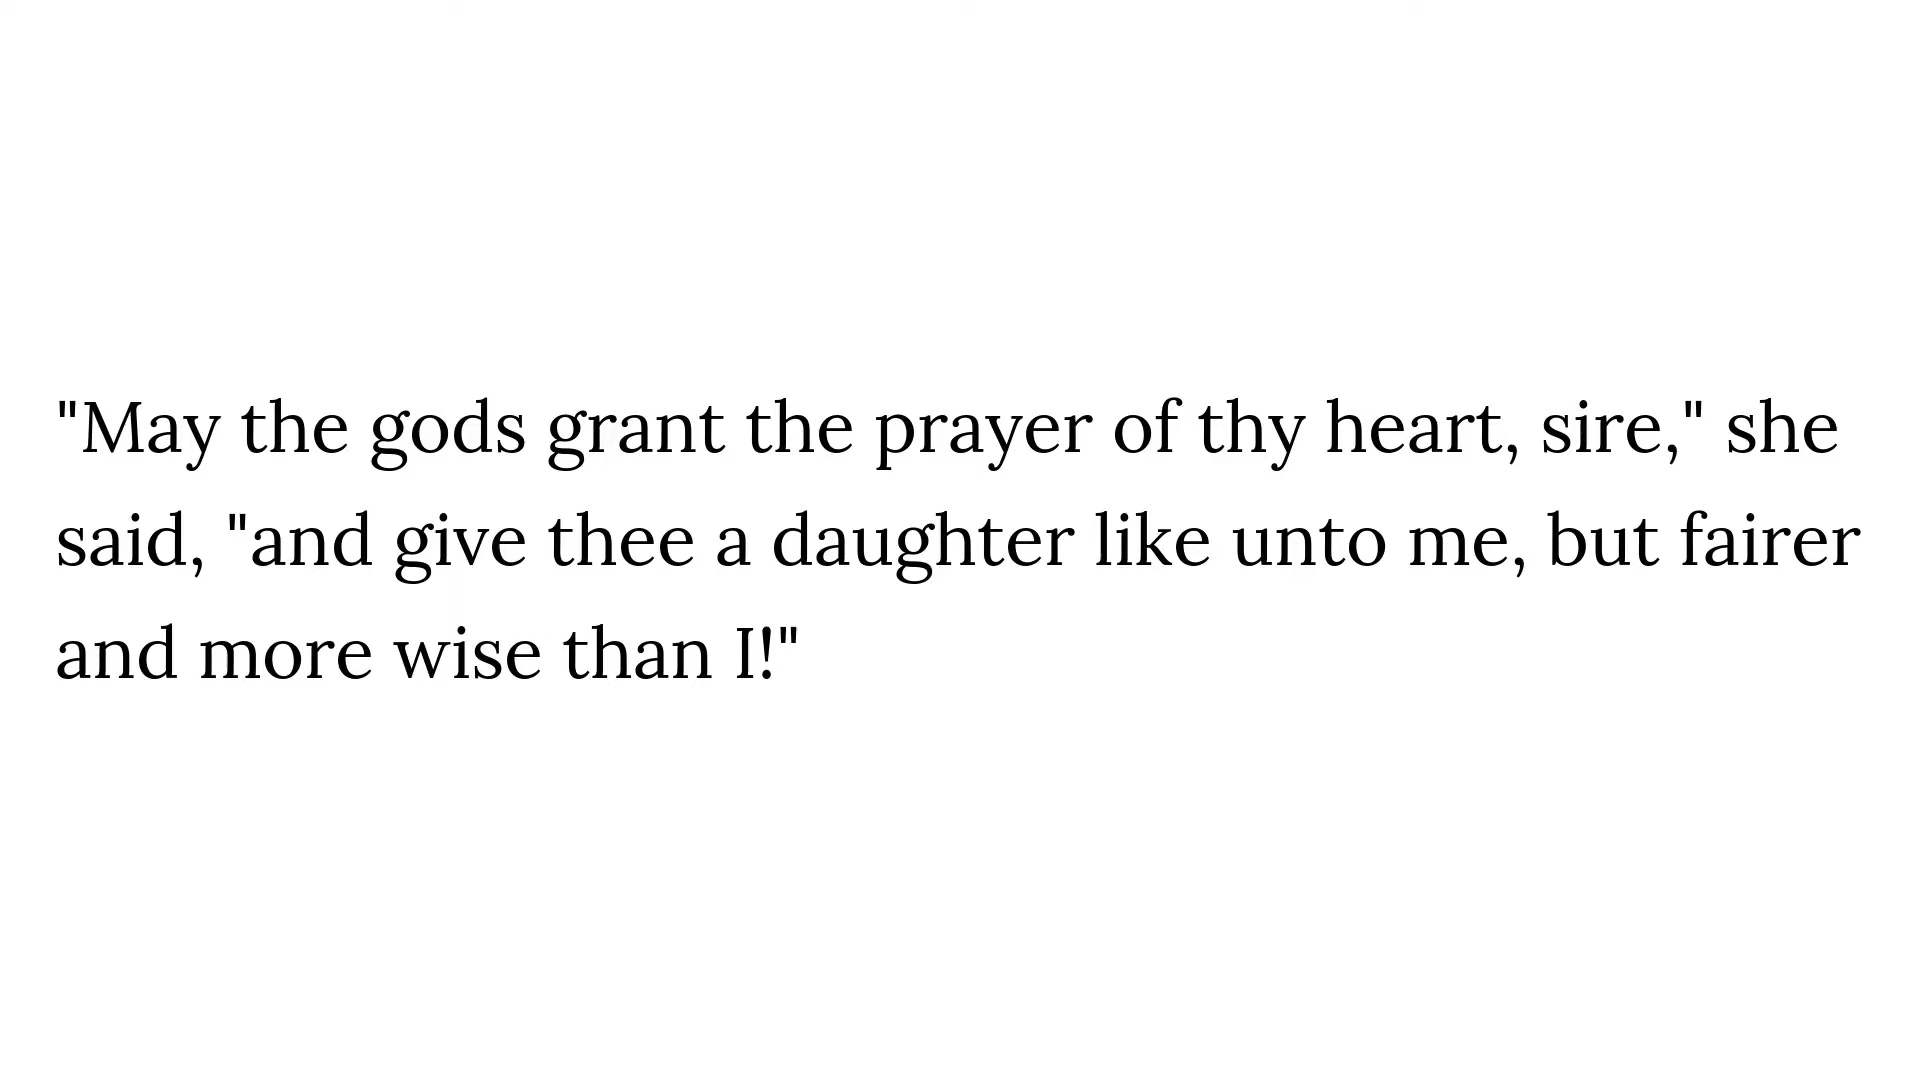 "May the gods grant the prayer of thy heart, sire," she
said, "and give thee a daughter like unto me, but fairer
and more wise than I!"